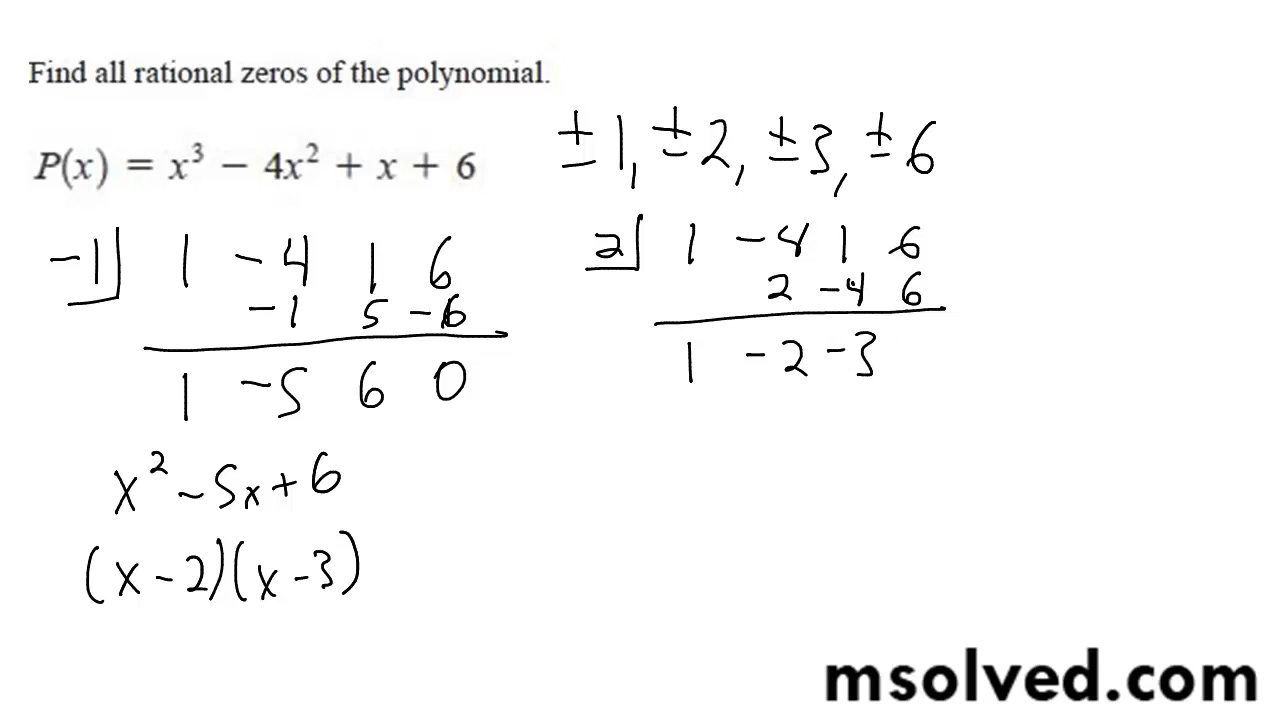 Find all rational zeros of the polynomial.
P(x) = x³ − 4x² + x + 6
±1, ±2, ±3, ±6
-1| 1 -4 1 6
-1 5 -6
1 -5 6 0
x² - 5x + 6
(x - 2)(x - 3)
2| 1 -4 1 6
2 -4 6
1 -2 -3
msolved.com